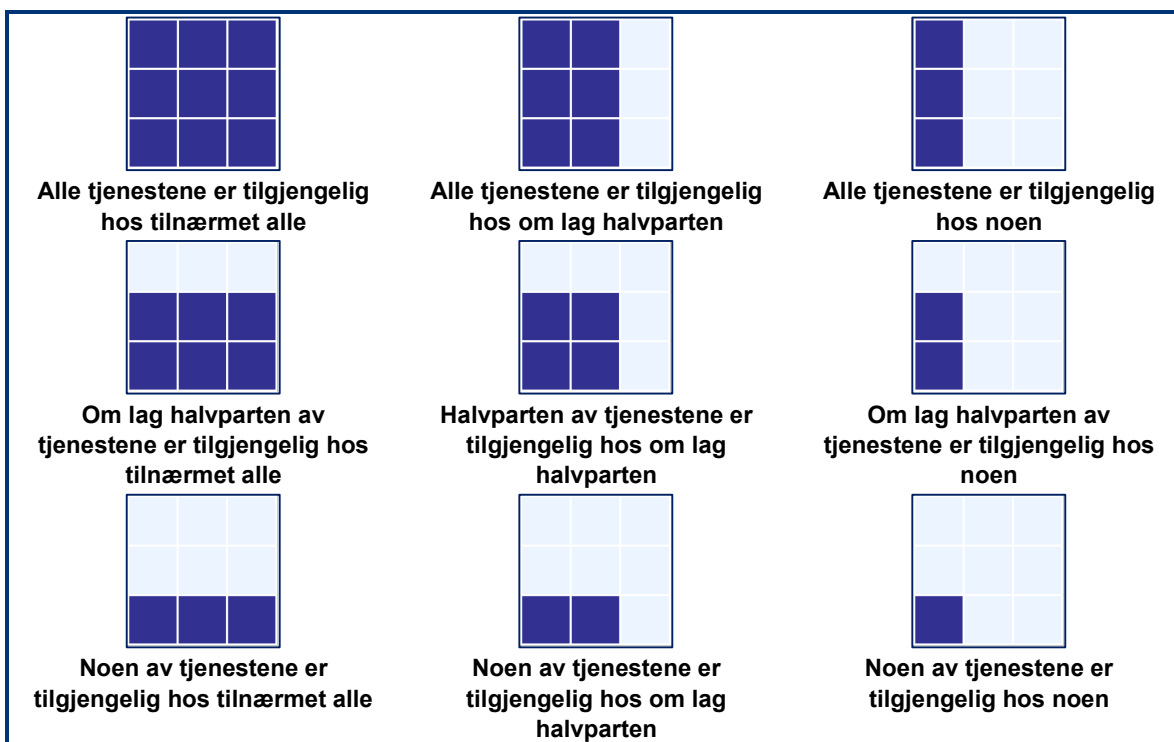 Alle tjenestene er tilgjengelig
hos tilnærmet alle
Alle tjenestene er tilgjengelig
hos om lag halvparten
Alle tjenestene er tilgjengelig
hos noen
Om lag halvparten av
tjenestene er tilgjengelig hos
tilnærmet alle
Halvparten av tjenestene er
tilgjengelig hos om lag
halvparten
Om lag halvparten av
tjenestene er tilgjengelig hos
noen
Noen av tjenestene er
tilgjengelig hos tilnærmet alle
Noen av tjenestene er
tilgjengelig hos om lag
halvparten
Noen av tjenestene er
tilgjengelig hos noen